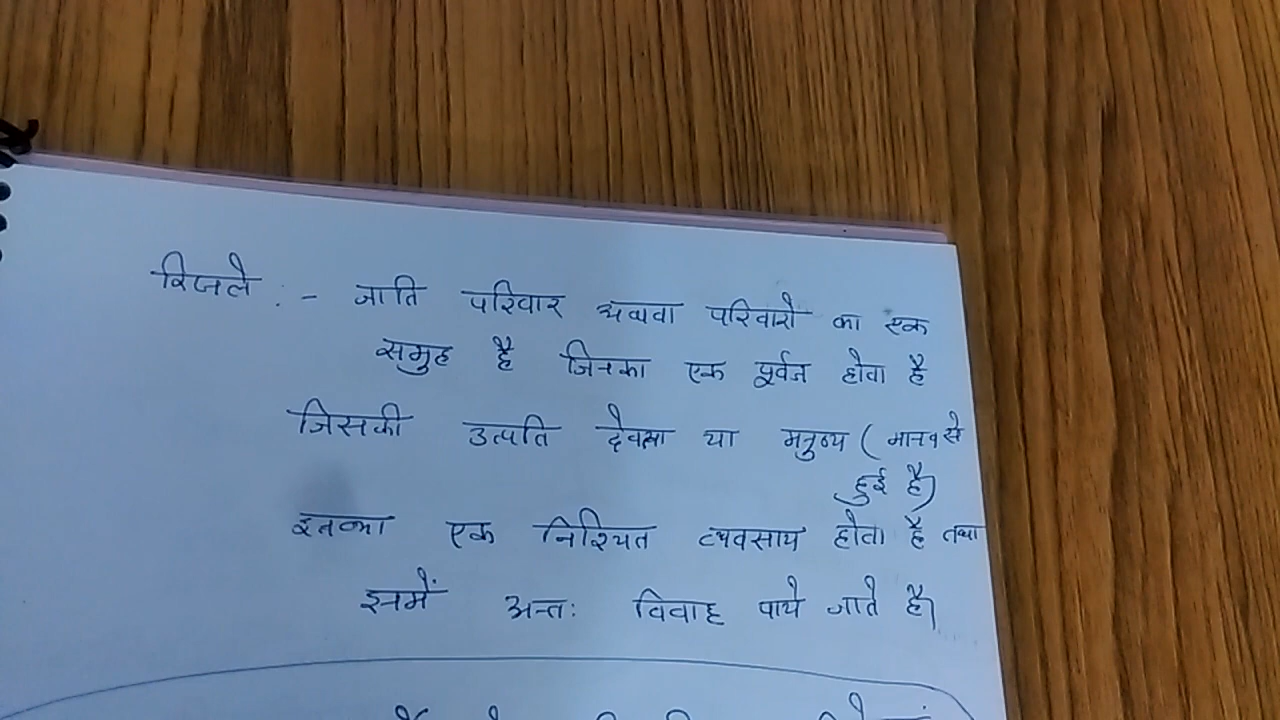 रिजले :- जाति परिवार अथवा परिवारो का एक
समुह है जिनका एक पूर्वज होता है
जिसकी उत्पति देवता या मनुष्य ( मानव से
हुई है)
इनका एक निश्चित व्यवसाय होता है तथा
इनमें अन्त: विवाह पाये जाते है।